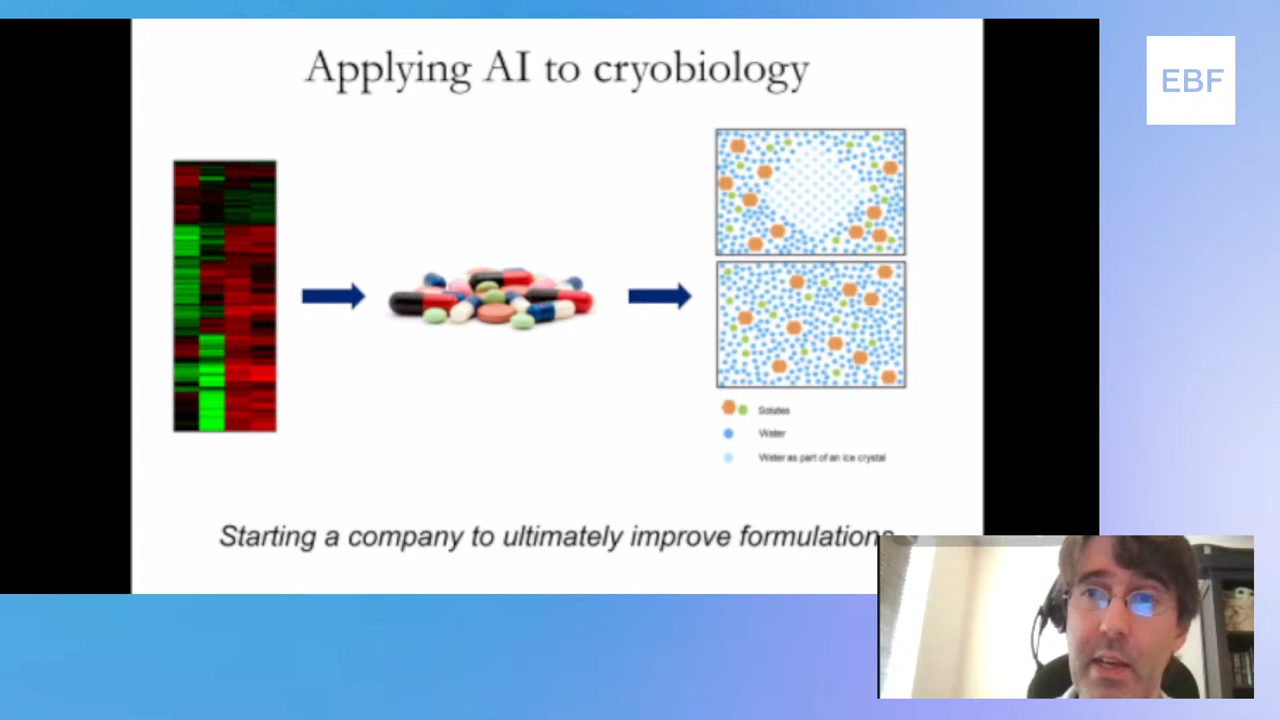 Applying AI to cryobiology
EBF
Solutes
Water
Water as part of an ice crystal
Starting a company to ultimately improve formulations